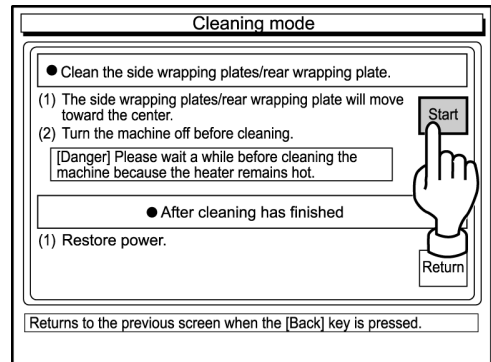 Cleaning mode
● Clean the side wrapping plates/rear wrapping plate.
(1) The side wrapping plates/rear wrapping plate will move
toward the center.
Start
(2) Turn the machine off before cleaning.
[Danger] Please wait a while before cleaning the
machine because the heater remains hot.
● After cleaning has finished
(1) Restore power.
Return
Returns to the previous screen when the [Back] key is pressed.